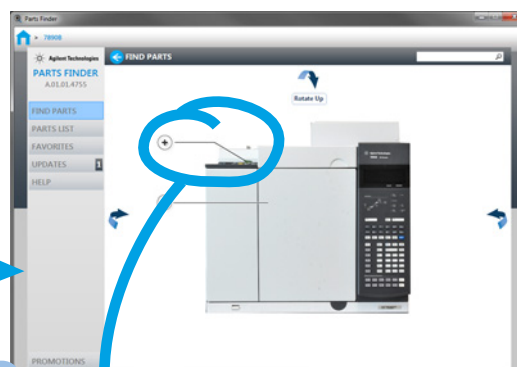 Parts Finder
7890B
Agilent Technologies
PARTS FINDER
A.01.01.4755
FIND PARTS
PARTS LIST
FAVORITES
UPDATES 1
HELP
PROMOTIONS
FIND PARTS
Rotate Up